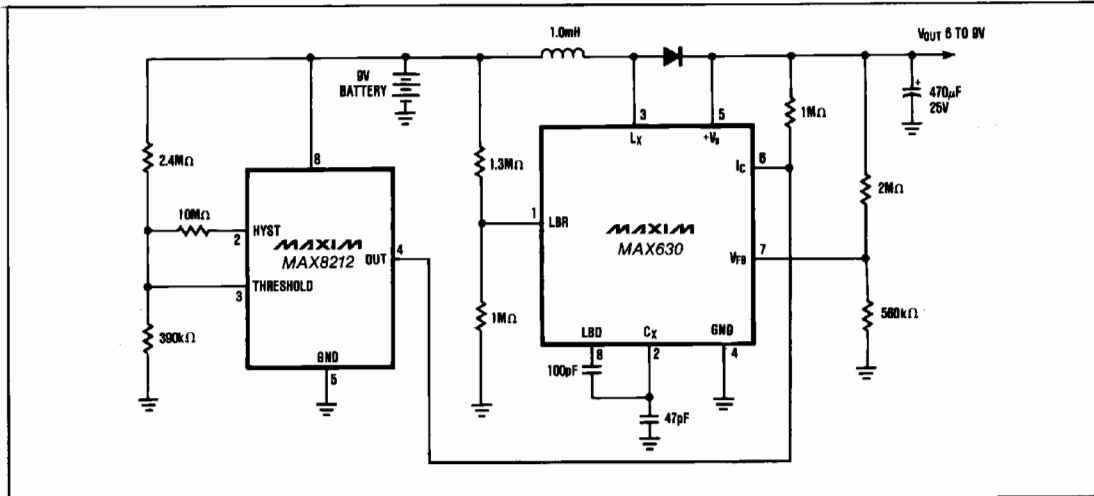 1.0mH
VOUT 6 TO 9V
9V
BATTERY
470µF
25V
+
3
5
1MΩ
LX
+VS
8
2.4MΩ
1.3MΩ
IC
6
2MΩ
10MΩ
2
HYST
MAXIM
MAX8212
OUT
4
1
LBR
MAXIM
MAX630
VFB
7
3
THRESHOLD
390kΩ
1MΩ
560kΩ
GND
5
LBD
CX
GND
8
2
4
100pF
47pF